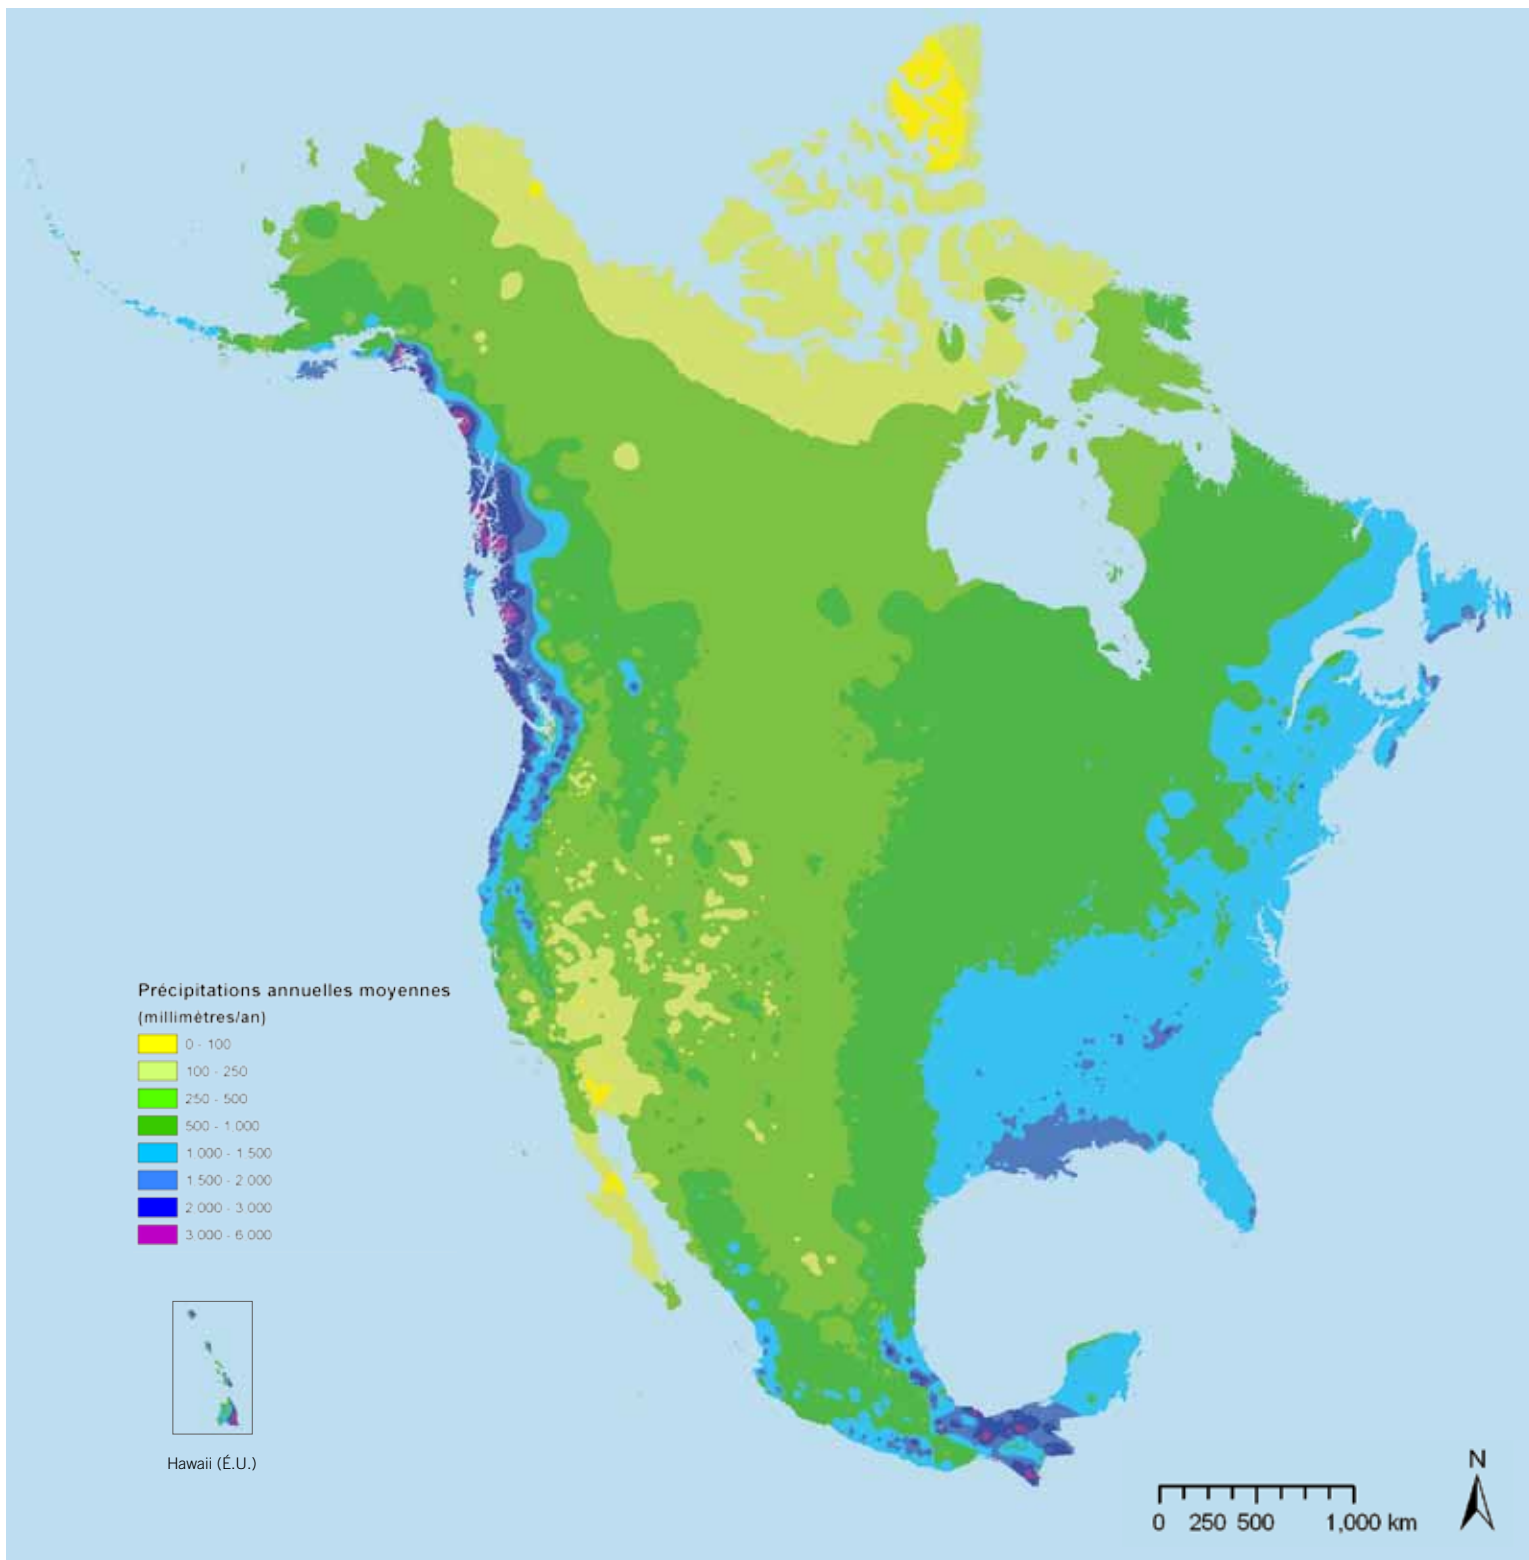 Précipitations annuelles moyennes
(millimètres/an)
0 - 100
100 - 250
250 - 500
500 - 1 000
1 000 - 1 500
1 500 - 2 000
2 000 - 3 000
3 000 - 6 000
Hawaii (É.U.)
N
0 250 500 1,000 km